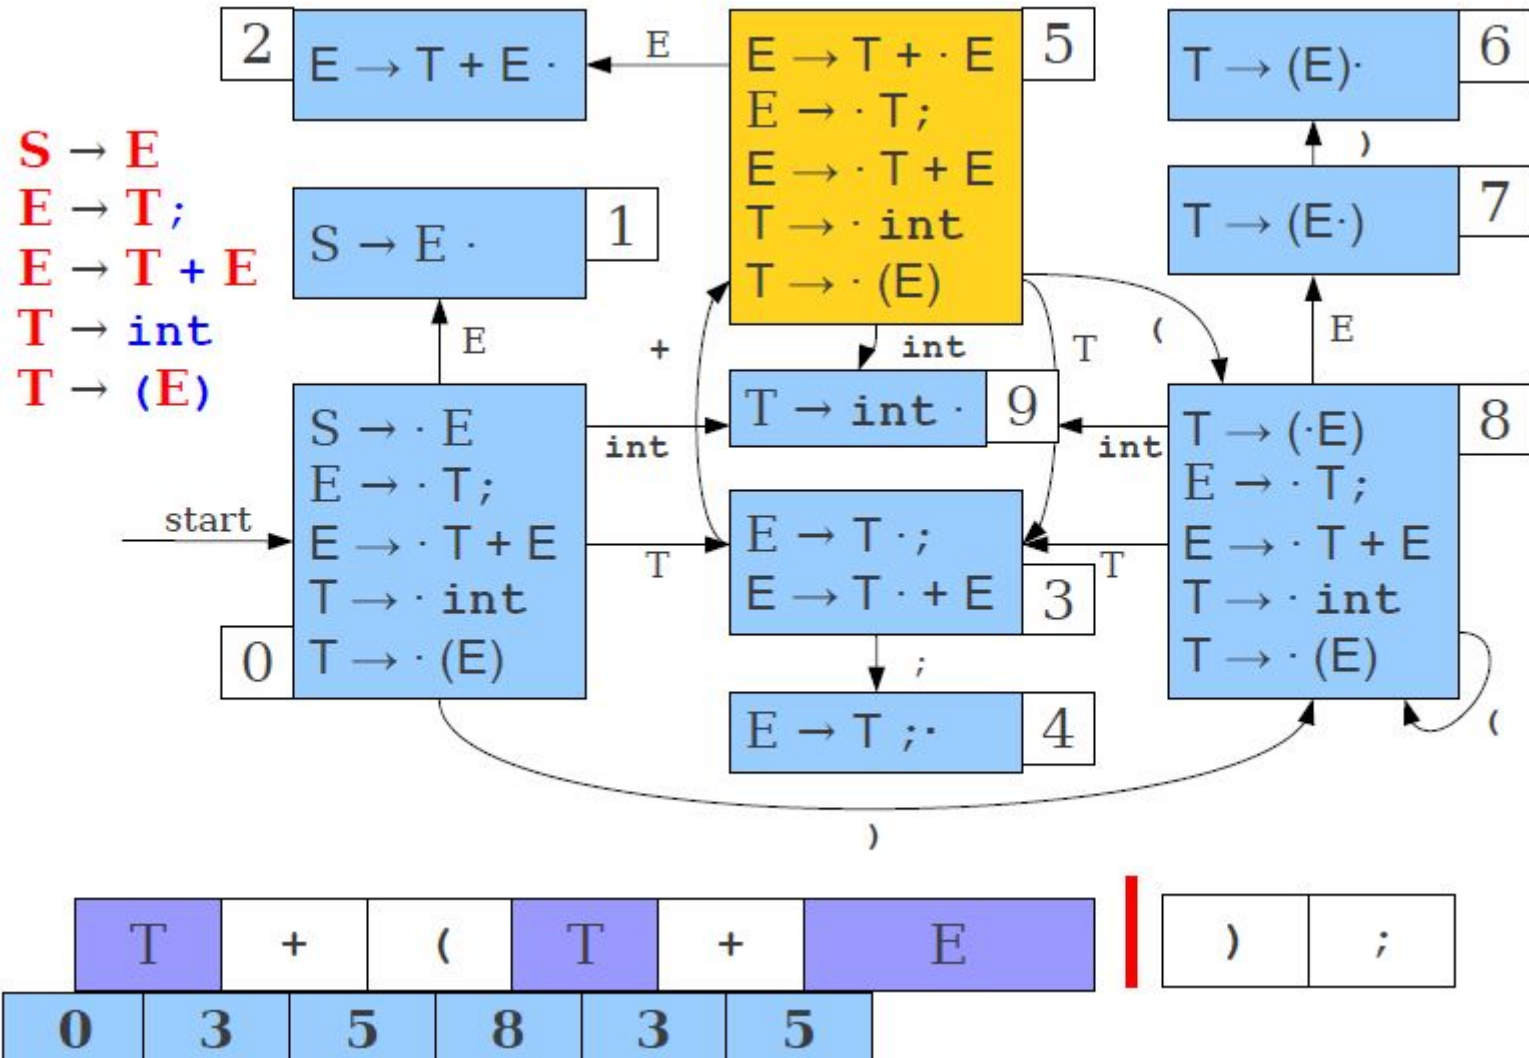 2
E → T + E ·
E
E → T + · E
E → · T ;
E → · T + E
T → · int
T → · (E)
5
T → (E)·
6
)
S → E
E → T ;
E → T + E
T → int
T → (E)
S → E ·
1
T → (E·)
7
E
+
int
T
(
E
T → int ·
9
S → · E
E → · T ;
E → · T + E
T → · int
T → · (E)
0
start
int
T
int
T
T → (·E)
E → · T ;
E → · T + E
T → · int
T → · (E)
8
E → T · ;
E → T · + E
3
;
E → T ;·
4
(
)
T + ( T + E ) ;
0 3 5 8 3 5